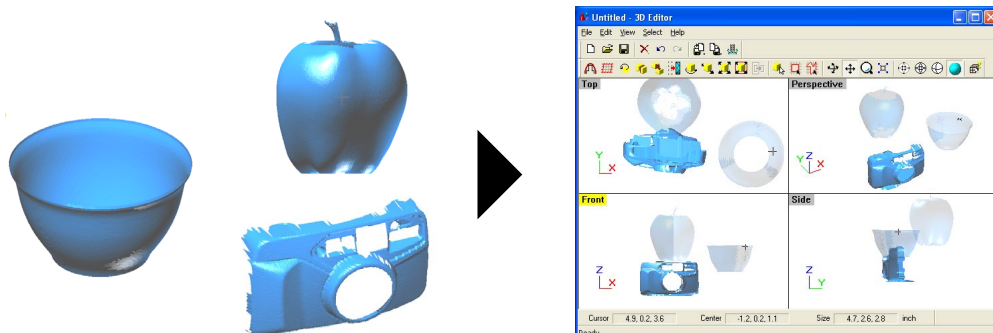 Untitled - 3D Editor
File Edit View Select Help
Top
Perspective
Y
X
Z
Y
X
Front
Side
Z
X
Z
Y
Cursor 4.9, 0.2, 3.6 Center -1.2, 0.2, 1.1 Size 4.7, 2.6, 2.8 inch
Ready